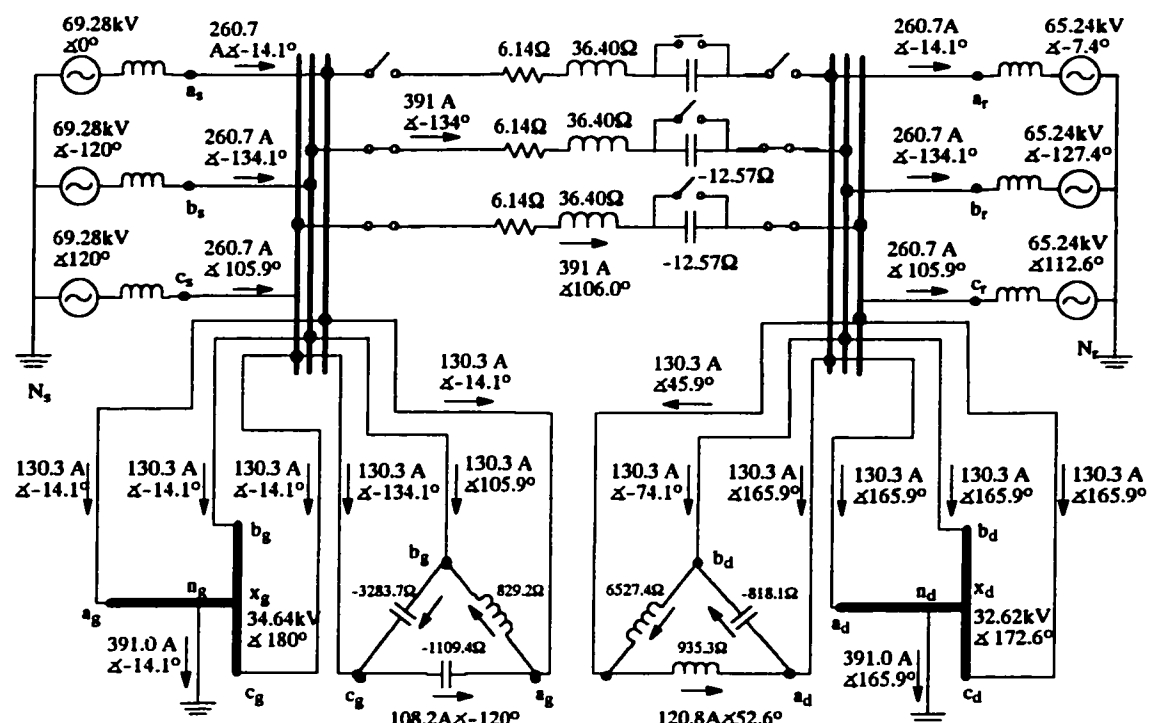 69.28kV
∡0°
260.7
A∡-14.1°
a_s
6.14Ω
36.40Ω
260.7A
∡-14.1°
65.24kV
∡-7.4°
a_r
69.28kV
∡-120°
260.7 A
∡-134.1°
b_s
391 A
∡-134°
6.14Ω
36.40Ω
-12.57Ω
260.7 A
∡-134.1°
65.24kV
∡-127.4°
b_r
69.28kV
∡120°
260.7 A
∡ 105.9°
c_s
6.14Ω
36.40Ω
391 A
∡106.0°
-12.57Ω
260.7 A
∡ 105.9°
65.24kV
∡112.6°
c_r
N_s
N_r
130.3 A
∡-14.1°
130.3 A
∡45.9°
130.3 A
∡-14.1°
130.3 A
∡-14.1°
130.3 A
∡-14.1°
130.3 A
∡-134.1°
130.3 A
∡105.9°
130.3 A
∡-74.1°
130.3 A
∡165.9°
130.3 A
∡165.9°
130.3 A
∡165.9°
130.3 A
∡165.9°
b_g
n_g
x_g
a_g
34.64kV
∡ 180°
391.0 A
∡-14.1°
c_g
b_g
-3283.7Ω
829.2Ω
-1109.4Ω
c_g
a_g
108.2A∡-120°
b_d
6527.4Ω
-818.1Ω
935.3Ω
a_d
120.8A∡52.6°
b_d
n_d
x_d
a_d
32.62kV
∡ 172.6°
391.0 A
∡165.9°
c_d